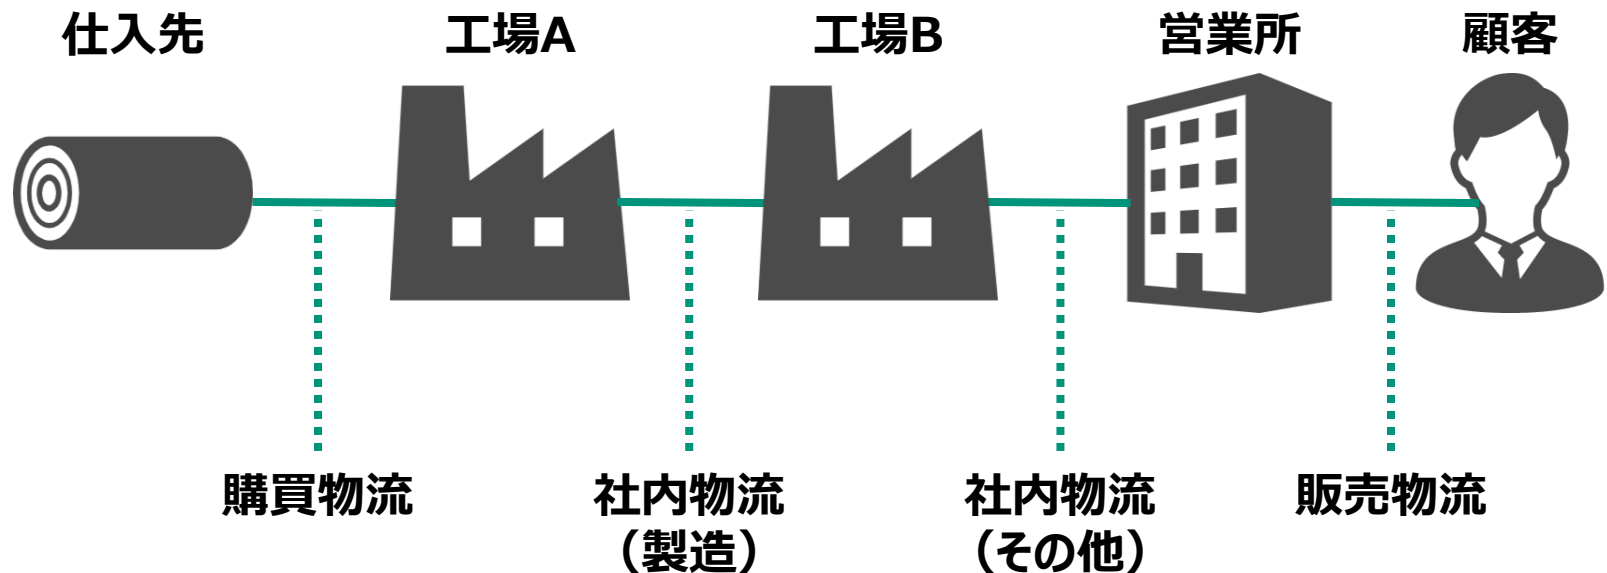 仕入先
工場A
工場B
営業所
顧客
購買物流
社内物流
（製造）
社内物流
（その他）
販売物流